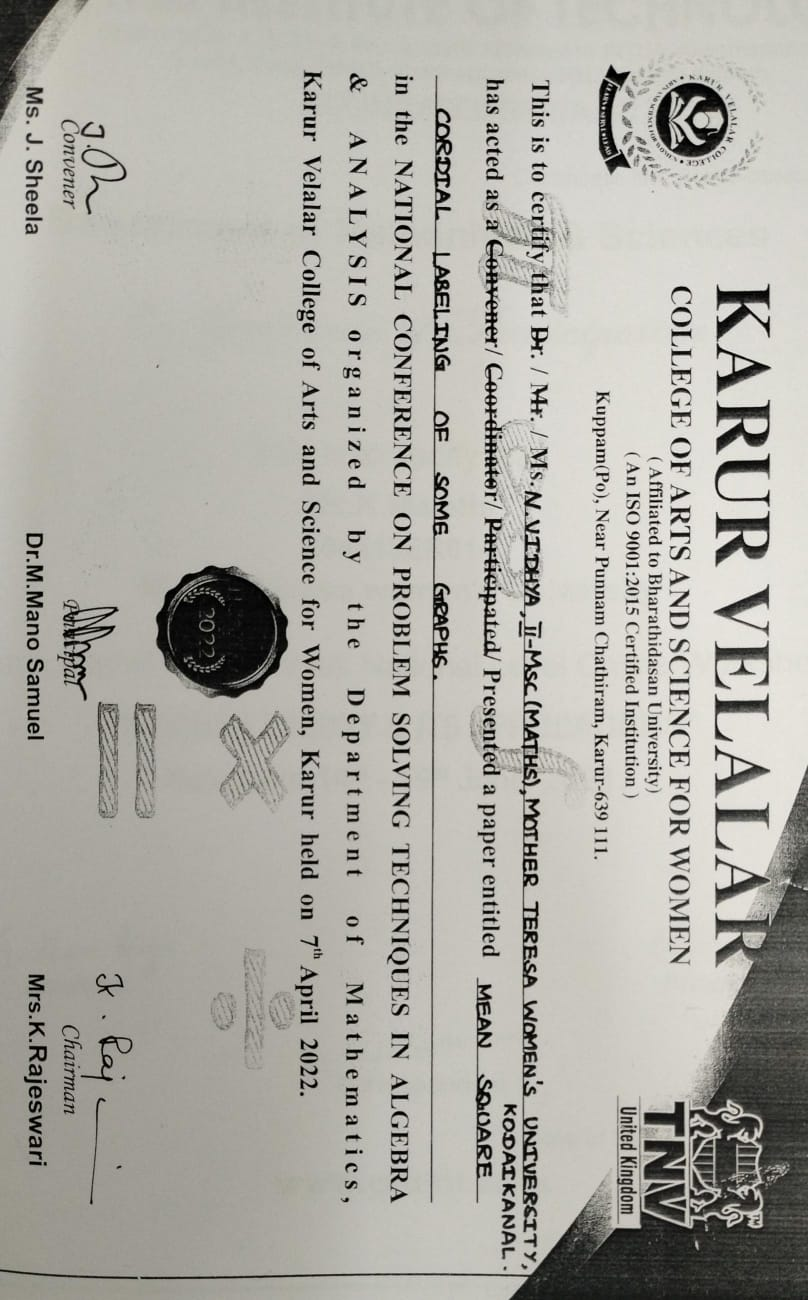 KARUR VELALAR
COLLEGE OF ARTS AND SCIENCE FOR WOMEN
( Affiliated to Bharathidasan University)
( An ISO 9001:2015 Certified Institution )
Kuppam(Po), Near Punnam Chathiram, Karur-639 111.
TNV
United Kingdom
This is to certify that Dr. / Mr. / Ms. N.VIDHYA, II-MSC (MATHS), MOTHER TERESA WOMEN'S UNIVERSITY,
KODAIKANAL.
has acted as a Convener/ Coordinator/ Participated/ Presented a paper entitled MEAN SQUARE
CORDIAL LABELING OF SOME GRAPHS.
in the NATIONAL CONFERENCE ON PROBLEM SOLVING TECHNIQUES IN ALGEBRA
& ANALYSIS organized by the Department of Mathematics,
Karur Velalar College of Arts and Science for Women, Karur held on 7th April 2022.
2022
Convener
Principal
Chairman
Ms. J. Sheela
Dr.M.Mano Samuel
Mrs.K.Rajeswari